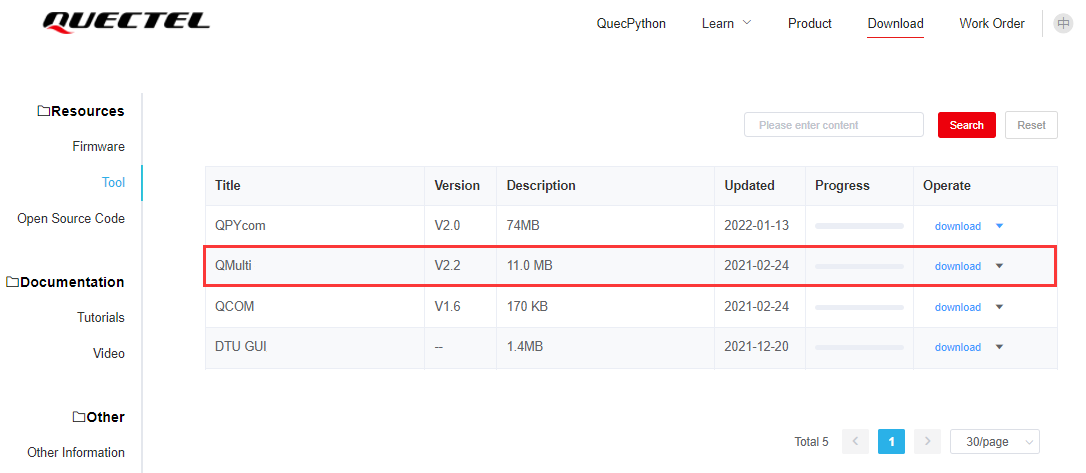 QUECTEL
QuecPython Learn Product Download Work Order 中
Resources
Firmware
Tool
Open Source Code
Documentation
Tutorials
Video
Other
Other Information
Please enter content Search Reset
Title Version Description Updated Progress Operate
QPYcom V2.0 74MB 2022-01-13 download
QMulti V2.2 11.0 MB 2021-02-24 download
QCOM V1.6 170 KB 2021-02-24 download
DTU GUI -- 1.4MB 2021-12-20 download
Total 5 < 1 > 30/page